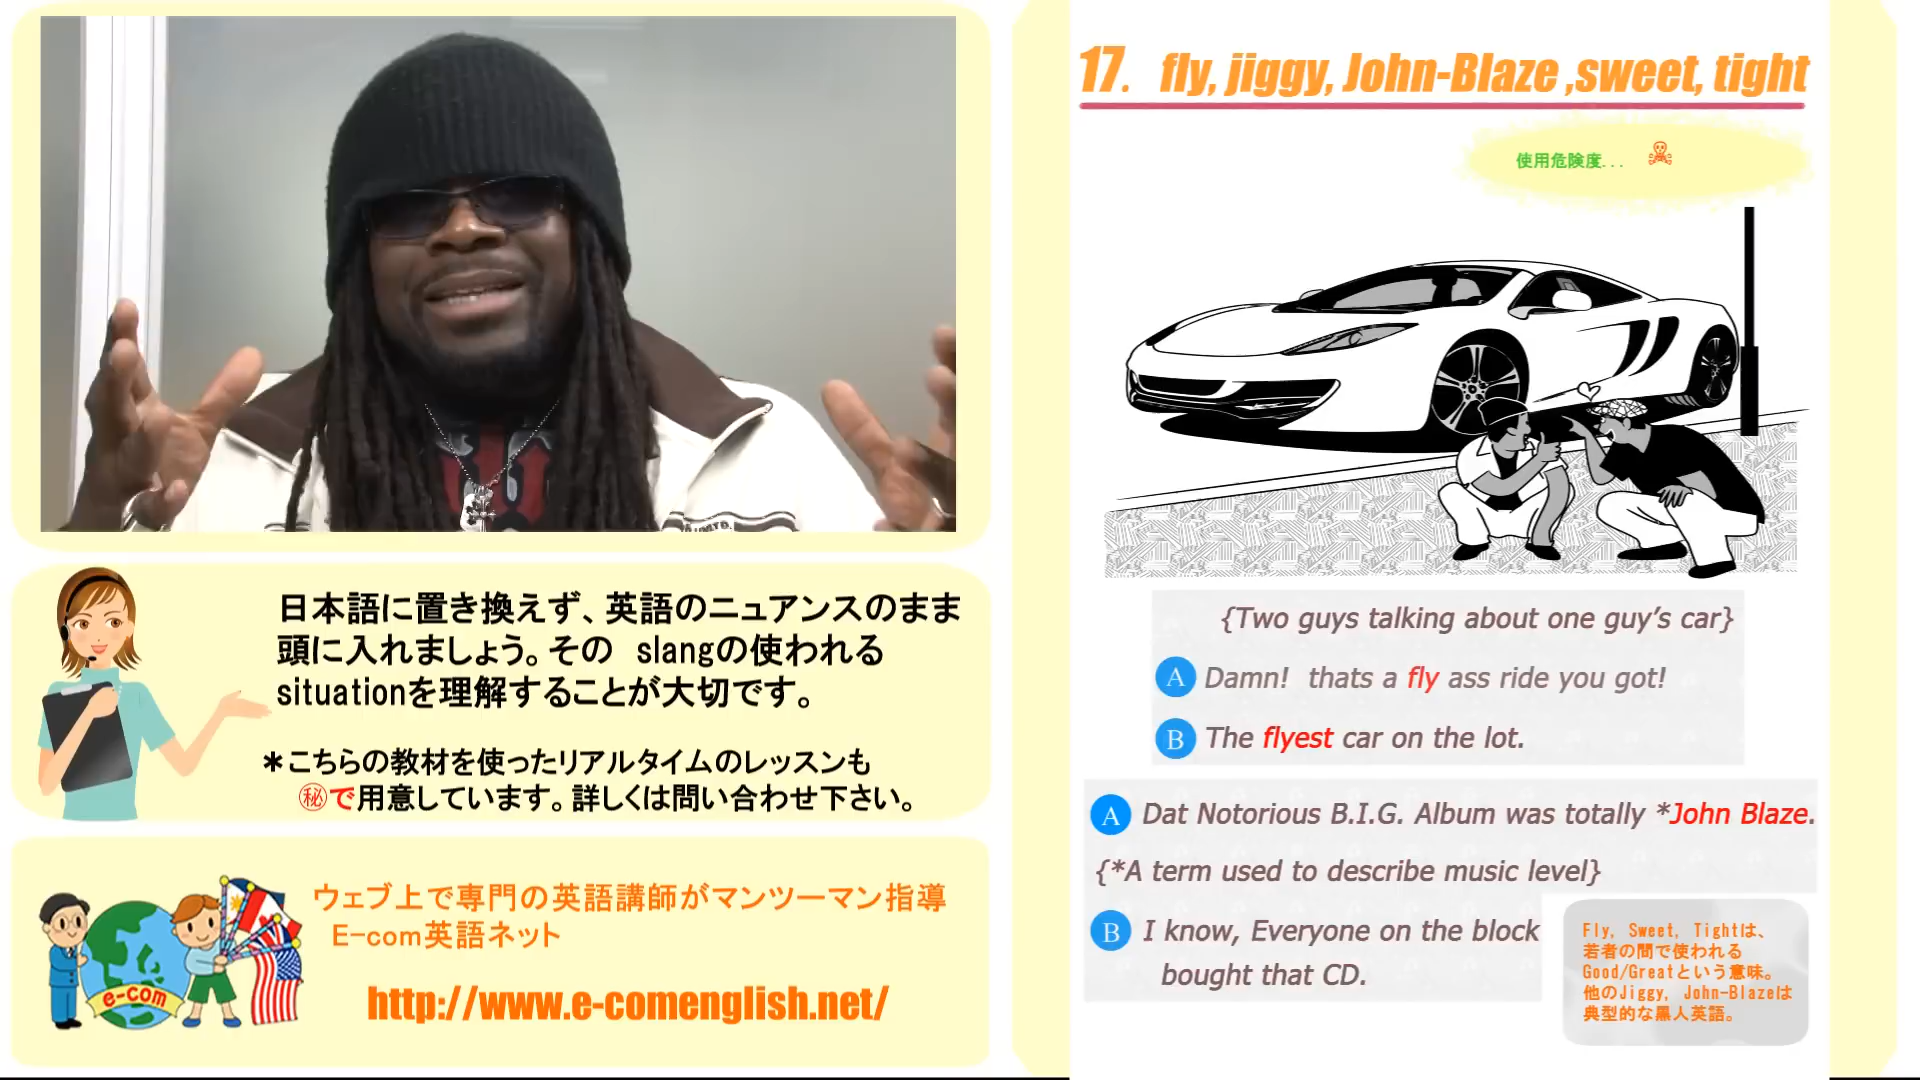 17. fly, jiggy, John-Blaze ,sweet, tight
使用危険度...
{Two guys talking about one guy's car}
A Damn! thats a fly ass ride you got!
B The flyest car on the lot.
A Dat Notorious B.I.G. Album was totally *John Blaze.
{*A term used to describe music level}
B I know, Everyone on the block
bought that CD.
Fly, Sweet, Tightは、
若者の間で使われる
Good/Greatという意味。
他のJiggy, John-Blazeは
典型的な黒人英語。
日本語に置き換えず、英語のニュアンスのまま
頭に入れましょう。その slangの使われる
situationを理解することが大切です。
*こちらの教材を使ったリアルタイムのレッスンも
㊙で用意しています。詳しくは問い合わせ下さい。
e-com
ウェブ上で専門の英語講師がマンツーマン指導
E-com英語ネット
http://www.e-comenglish.net/